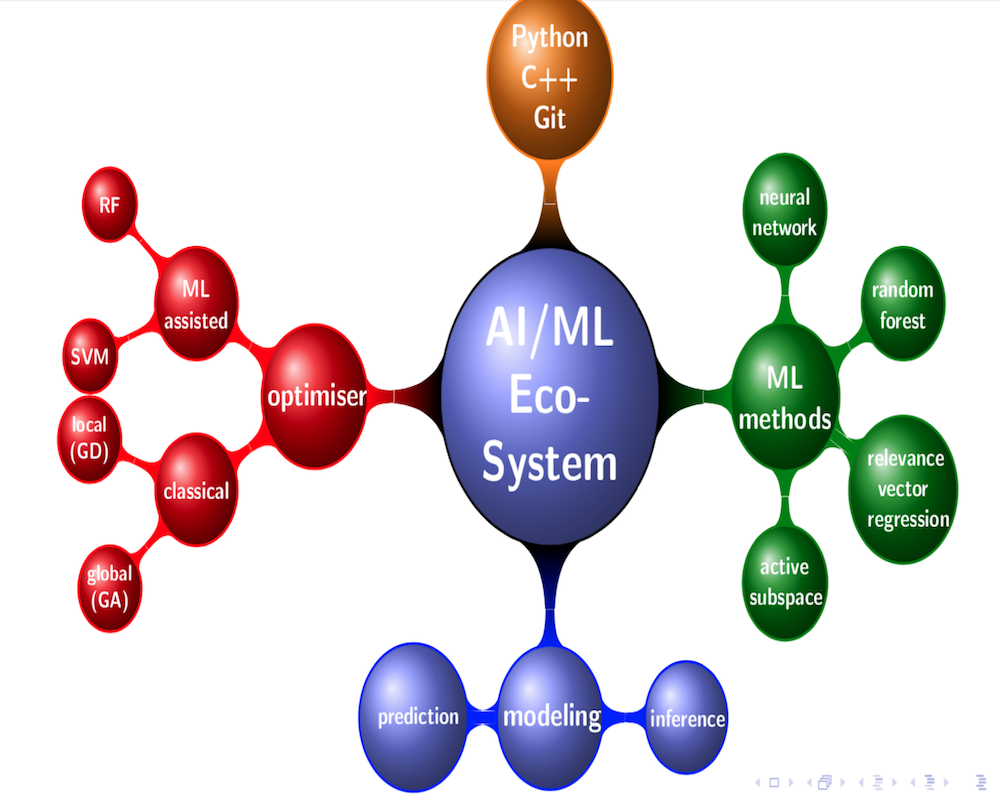 Python
C++
Git
AI/ML
Eco-
System
optimiser
ML
assisted
RF
SVM
classical
local
(GD)
global
(GA)
ML
methods
neural
network
random
forest
relevance
vector
regression
active
subspace
modeling
prediction
inference